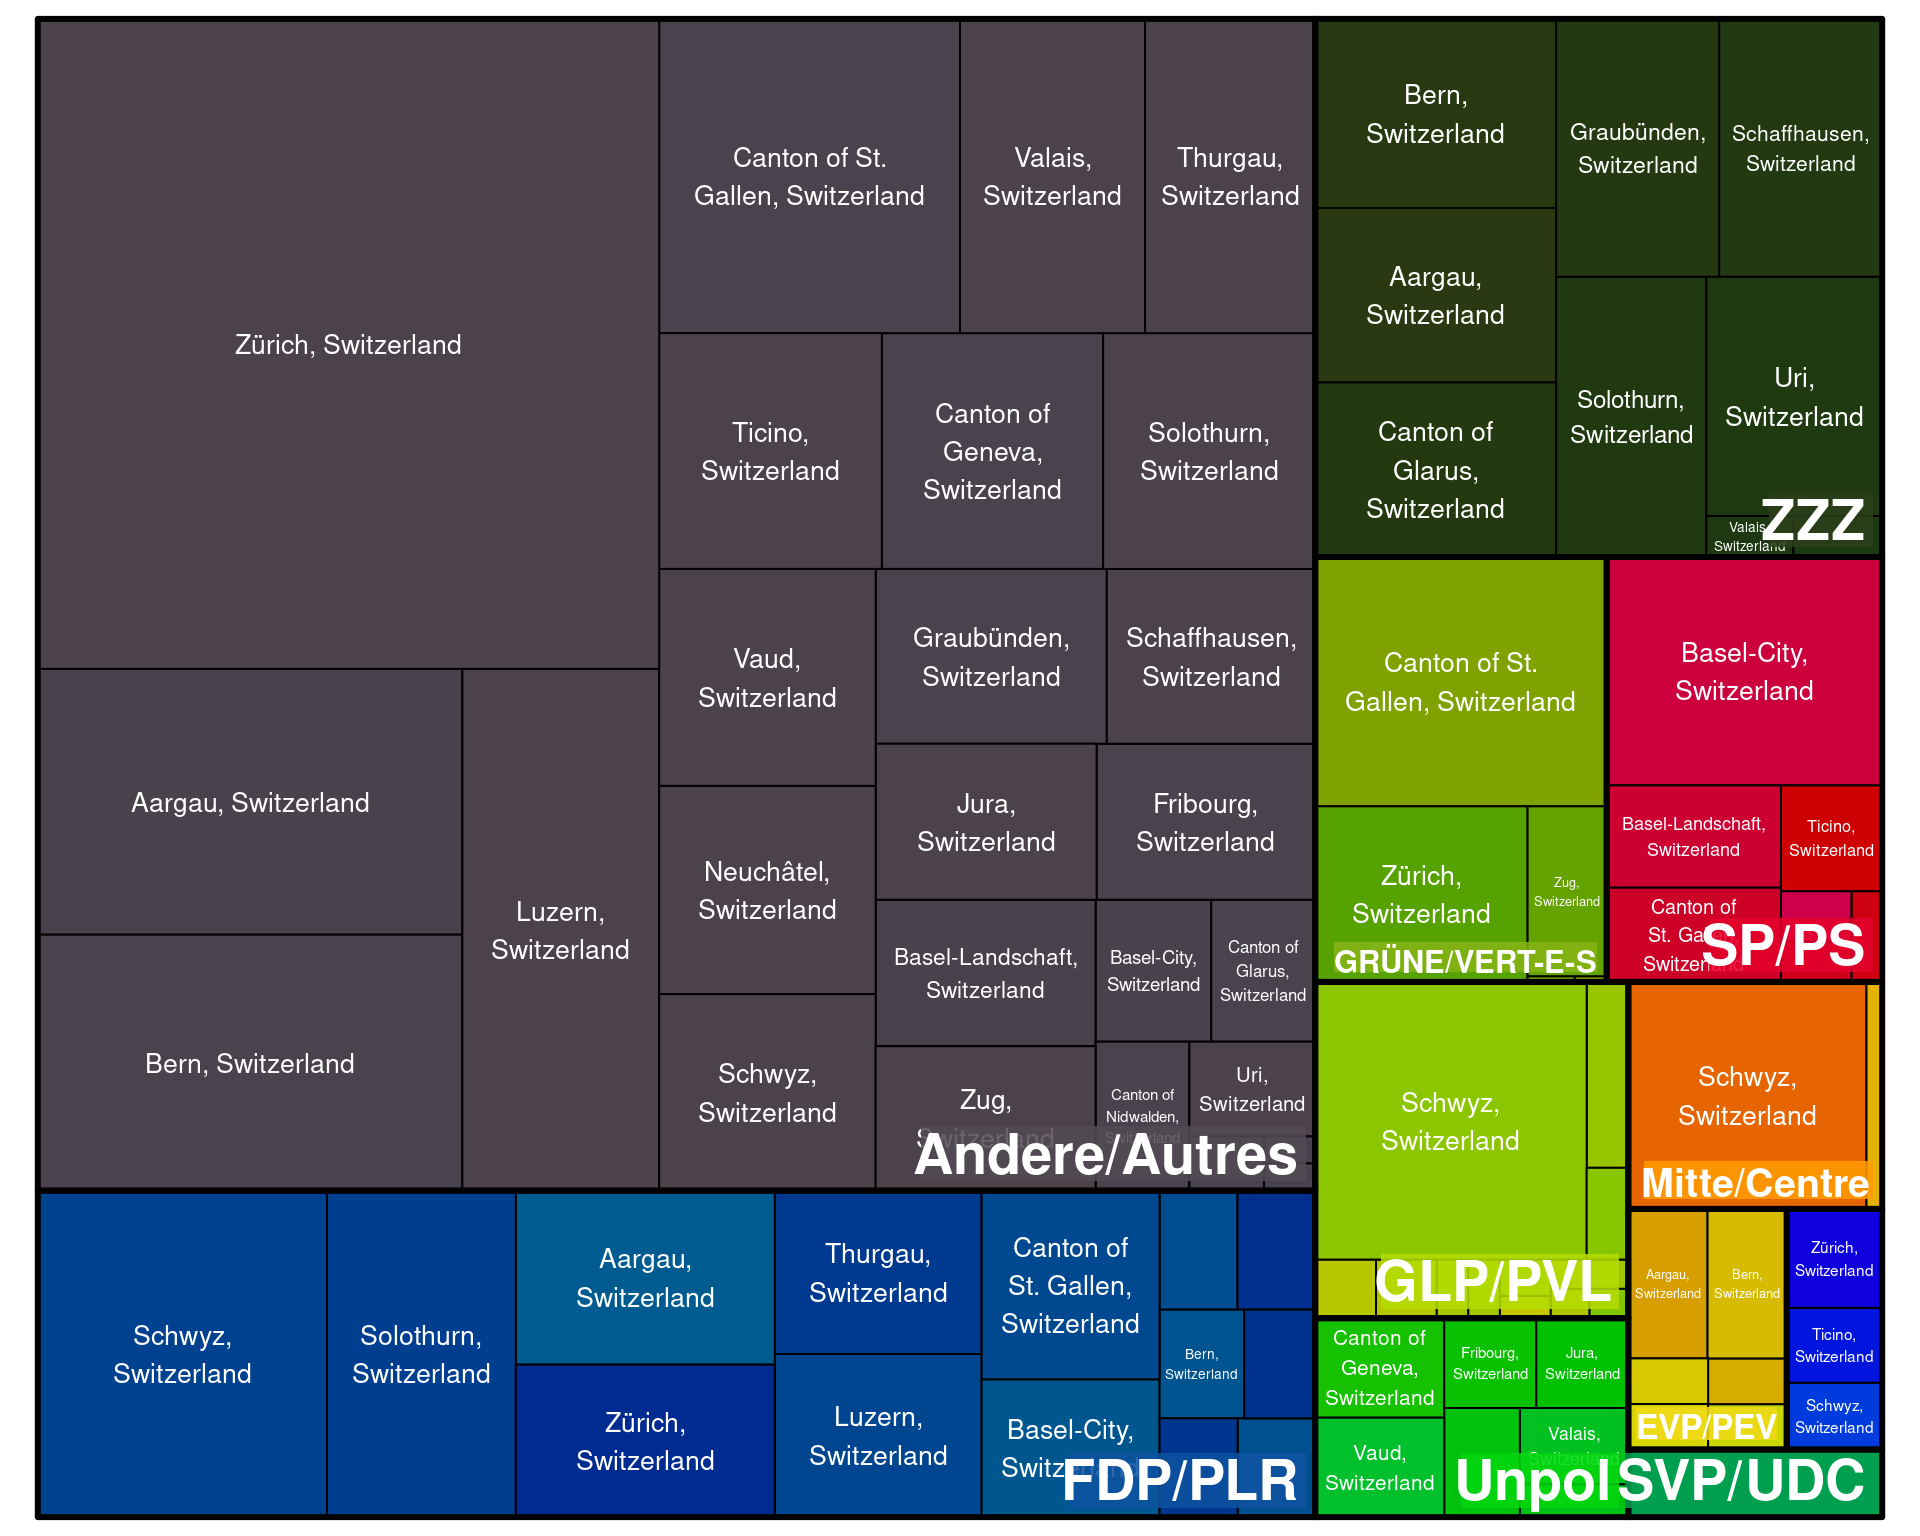 Zürich, Switzerland
Aargau, Switzerland
Bern, Switzerland
Luzern,
Switzerland
Canton of St.
Gallen, Switzerland
Valais,
Switzerland
Thurgau,
Switzerland
Ticino,
Switzerland
Canton of
Geneva,
Switzerland
Solothurn,
Switzerland
Vaud,
Switzerland
Graubünden,
Switzerland
Schaffhausen,
Switzerland
Neuchâtel,
Switzerland
Jura,
Switzerland
Fribourg,
Switzerland
Schwyz,
Switzerland
Basel-Landschaft,
Switzerland
Basel-City,
Switzerland
Canton of
Glarus,
Switzerland
Zug,
Switzerland
Canton of
Nidwalden,
Switzerland
Uri,
Switzerland
Andere/Autres
Schwyz,
Switzerland
Solothurn,
Switzerland
Aargau,
Switzerland
Zürich,
Switzerland
Thurgau,
Switzerland
Luzern,
Switzerland
Canton of
St. Gallen,
Switzerland
Basel-City,
Switzerland
Bern,
Switzerland
FDP/PLR
Bern,
Switzerland
Graubünden,
Switzerland
Schaffhausen,
Switzerland
Aargau,
Switzerland
Canton of
Glarus,
Switzerland
Solothurn,
Switzerland
Uri,
Switzerland
Valais,
Switzerland
ZZZ
Canton of St.
Gallen, Switzerland
Zürich,
Switzerland
Zug,
Switzerland
GRÜNE/VERT-E-S
Basel-City,
Switzerland
Basel-Landschaft,
Switzerland
Ticino,
Switzerland
Canton of
St. Gallen,
Switzerland
SP/PS
Schwyz,
Switzerland
GLP/PVL
Schwyz,
Switzerland
Mitte/Centre
Aargau,
Switzerland
Bern,
Switzerland
EVP/PEV
Zürich,
Switzerland
Ticino,
Switzerland
Schwyz,
Switzerland
Canton of
Geneva,
Switzerland
Fribourg,
Switzerland
Jura,
Switzerland
Vaud,
Switzerland
Valais,
Switzerland
Unpol
SVP/UDC